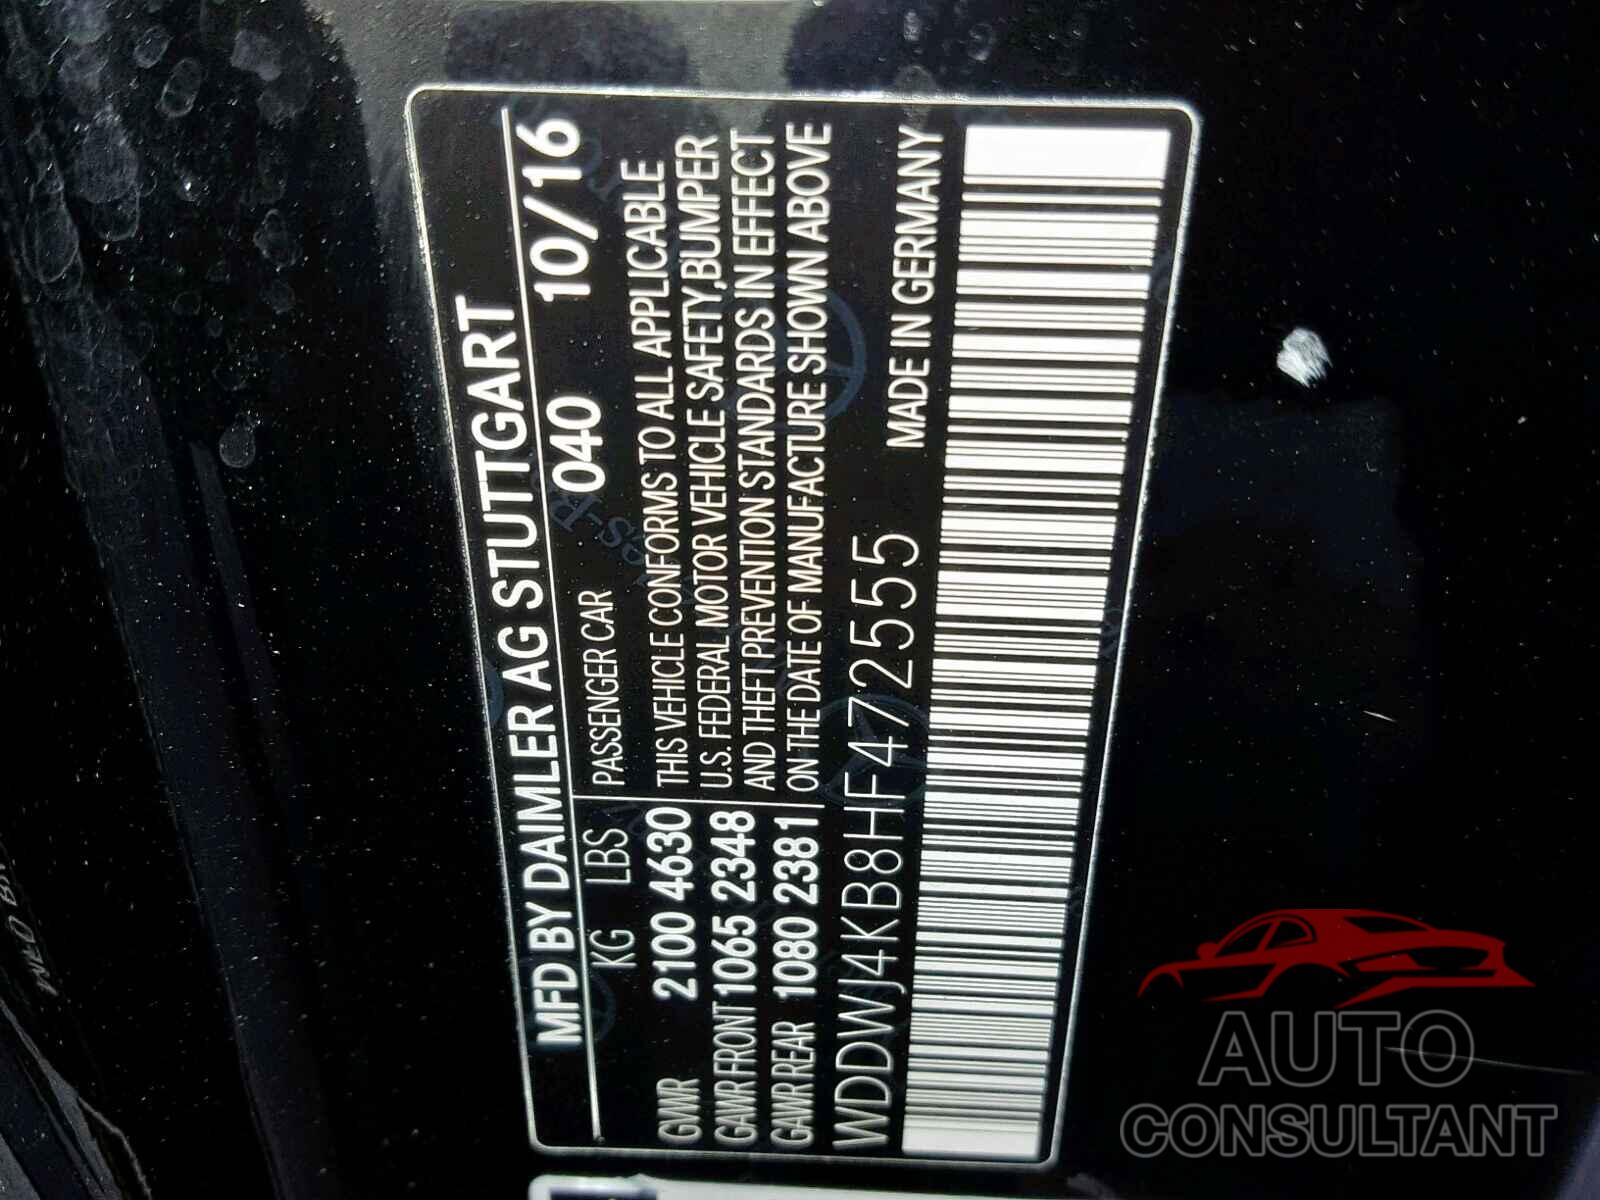 MFD BY DAIMLER AG STUTTGART
040 10/16
KG LBS PASSENGER CAR
GVWR 2100 4630
GAWR FRONT 1065 2348
GAWR REAR 1080 2381
THIS VEHICLE CONFORMS TO ALL APPLICABLE
U.S. FEDERAL MOTOR VEHICLE SAFETY,BUMPER
AND THEFT PREVENTION STANDARDS IN EFFECT
ON THE DATE OF MANUFACTURE SHOWN ABOVE
WDDWJ4KB8HF472555
MADE IN GERMANY
AUTO
CONSULTANT